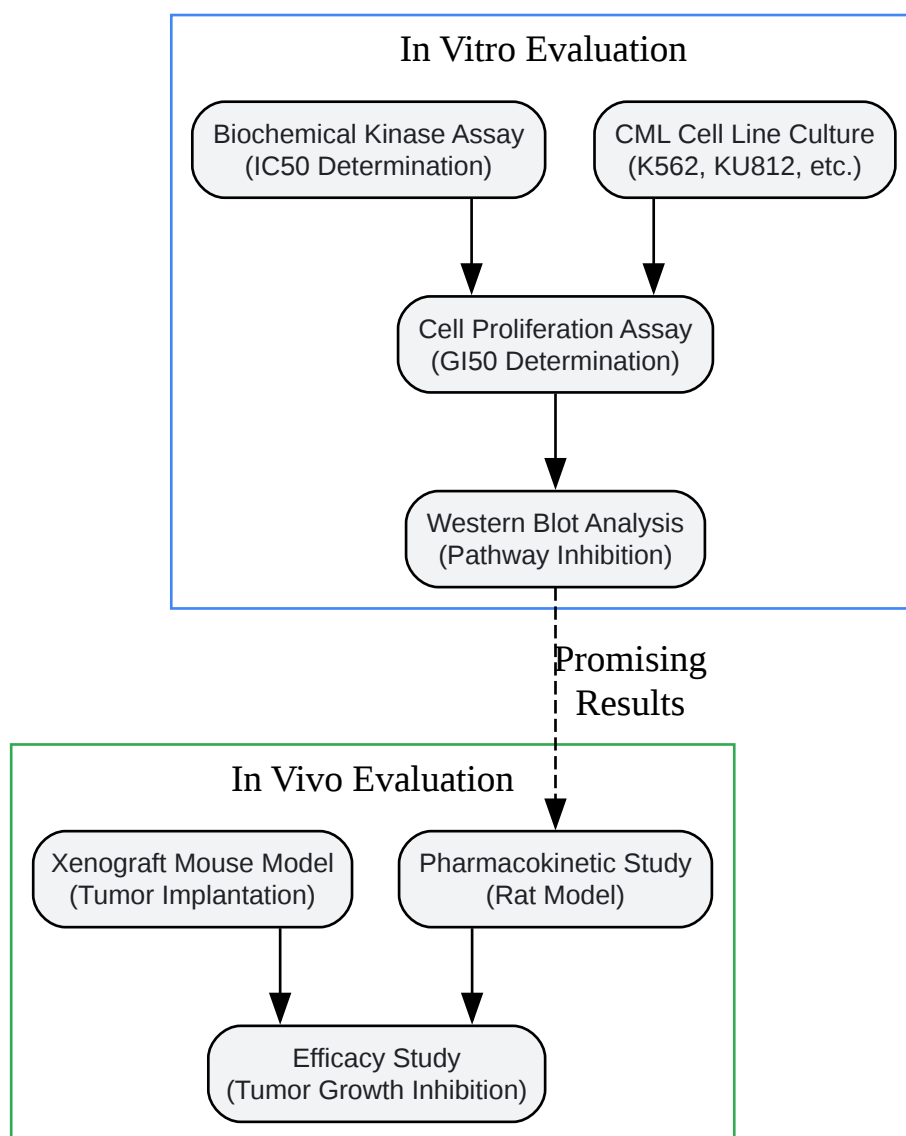 In Vitro Evaluation
Biochemical Kinase Assay
(IC50 Determination)
CML Cell Line Culture
(K562, KU812, etc.)
Cell Proliferation Assay
(GI50 Determination)
Western Blot Analysis
(Pathway Inhibition)
Promising
Results
In Vivo Evaluation
Xenograft Mouse Model
(Tumor Implantation)
Pharmacokinetic Study
(Rat Model)
Efficacy Study
(Tumor Growth Inhibition)